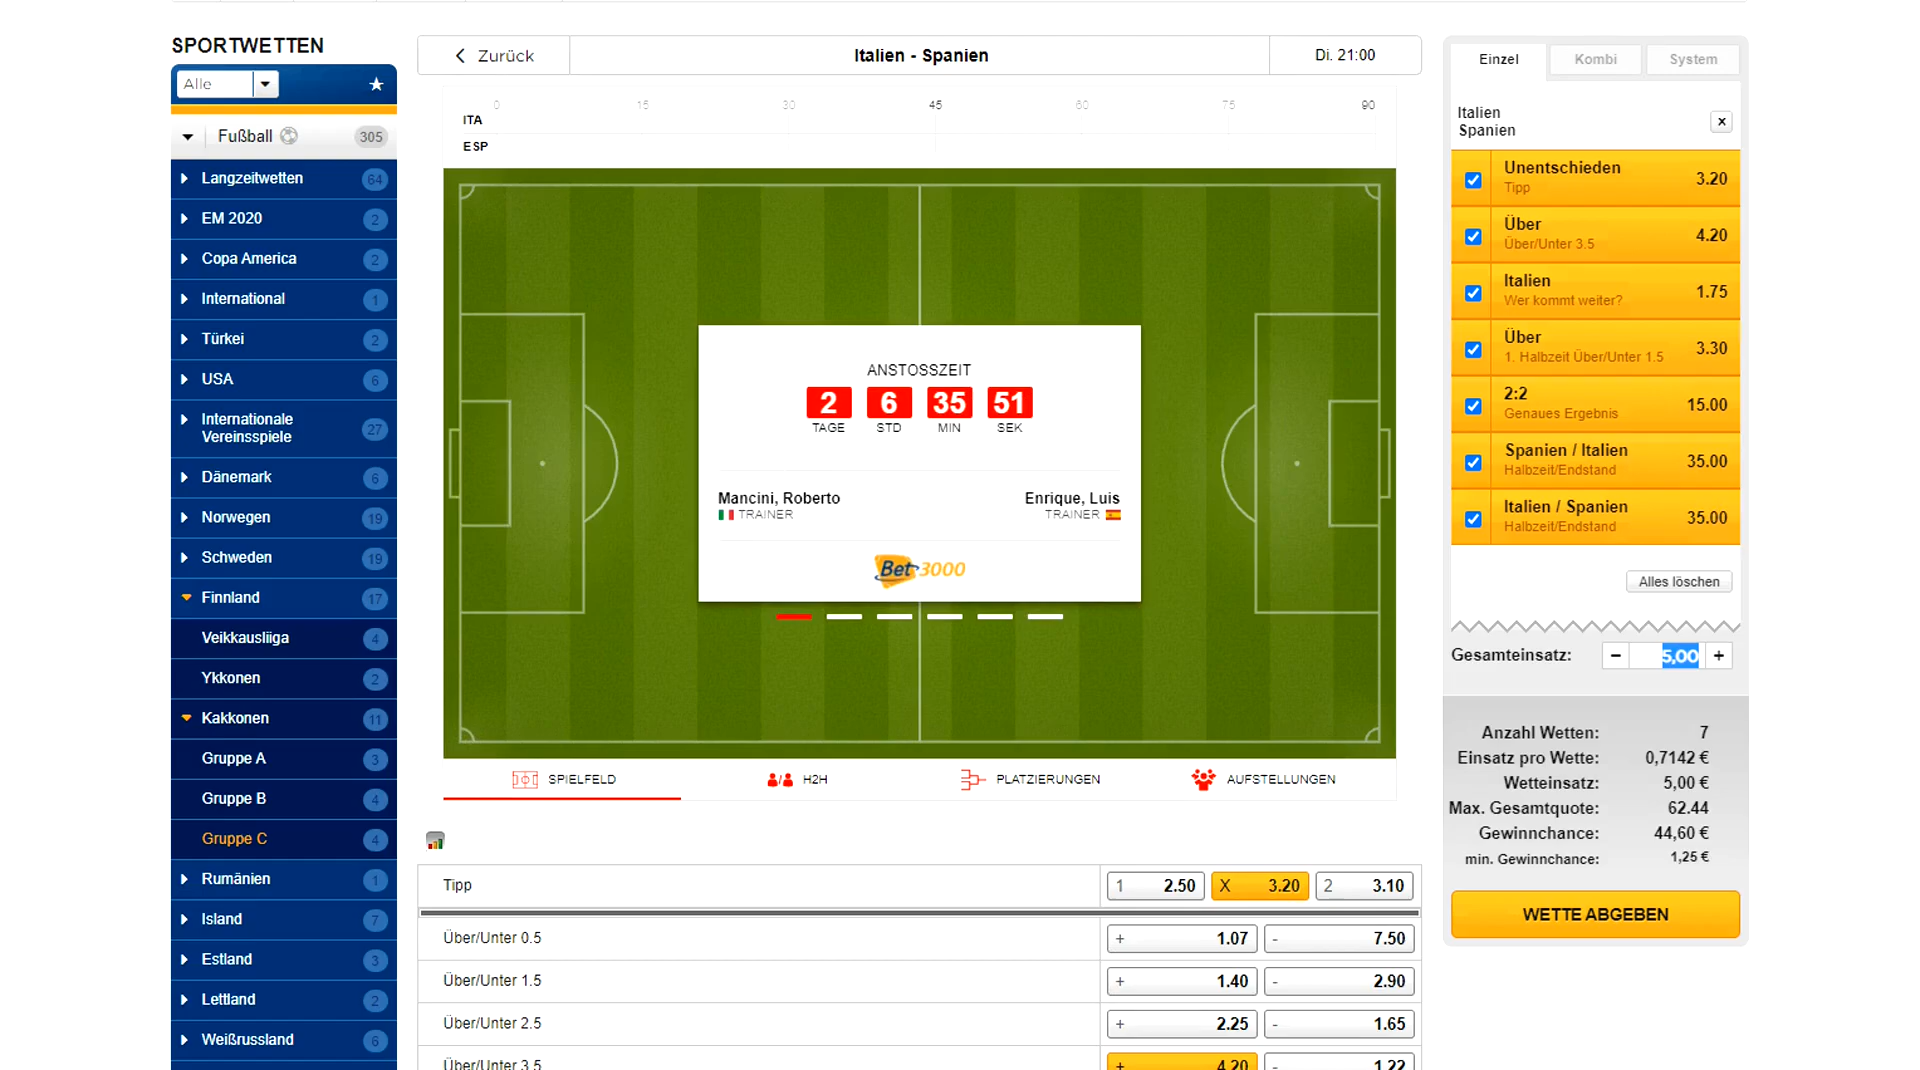 SPORTWETTEN
Alle
Fußball 305
Langzeitwetten 64
EM 2020 2
Copa America 2
International 1
Türkei 2
USA 6
Internationale
Vereinsspiele 27
Dänemark 6
Norwegen 19
Schweden 19
Finnland 17
Veikkausliiga 4
Ykkonen 2
Kakkonen 11
Gruppe A 3
Gruppe B 4
Gruppe C 4
Rumänien 1
Island 7
Estland 3
Lettland 2
Weißrussland 6
Zurück Italien - Spanien Di. 21:00
0 15 30 45 60 75 90
ITA
ESP
ANSTOSSZEIT
2 6 35 51
TAGE STD MIN SEK
Mancini, Roberto Enrique, Luis
TRAINER TRAINER
Bet3000
SPIELFELD H2H PLATZIERUNGEN AUFSTELLUNGEN
Tipp 1 2.50 X 3.20 2 3.10
Über/Unter 0.5 + 1.07 - 7.50
Über/Unter 1.5 + 1.40 - 2.90
Über/Unter 2.5 + 2.25 - 1.65
Über/Unter 3.5 + 4.20 - 1.22
Einzel Kombi System
Italien
Spanien x
Unentschieden 3.20
Tipp
Über 4.20
Über/Unter 3.5
Italien 1.75
Wer kommt weiter?
Über 3.30
1. Halbzeit Über/Unter 1.5
2:2 15.00
Genaues Ergebnis
Spanien / Italien 35.00
Halbzeit/Endstand
Italien / Spanien 35.00
Halbzeit/Endstand
Alles löschen
Gesamteinsatz: - 5,00 +
Anzahl Wetten: 7
Einsatz pro Wette: 0,7142 €
Wetteinsatz: 5,00 €
Max. Gesamtquote: 62.44
Gewinnchance: 44,60 €
min. Gewinnchance: 1,25 €
WETTE ABGEBEN